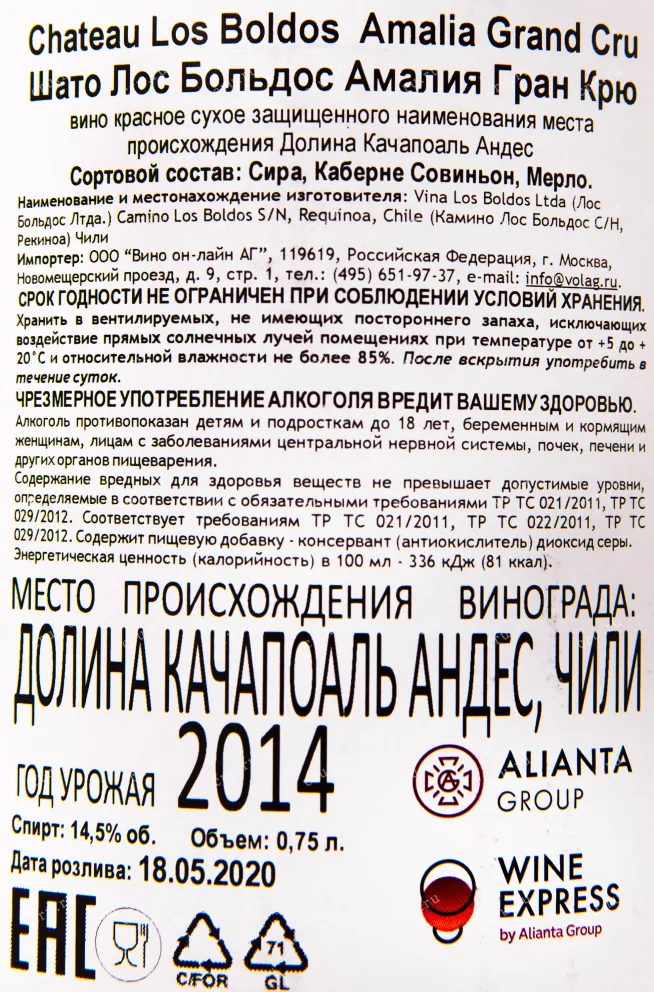 Chateau Los Boldos Amalia Grand Cru
Шато Лос Больдос Амалия Гран Крю
вино красное сухое защищенного наименования места
происхождения Долина Качапоаль Андес
Сортовой состав: Сира, Каберне Совиньон, Мерло.
Наименование и местонахождение изготовителя: Vina Los Boldos Ltda (Лос
Больдос Лтда.) Camino Los Boldos S/N, Requinoa, Chile (Камино Лос Больдос С/Н,
Рекиноа) Чили
Импортер: ООО "Вино он-лайн АГ", 119619, Российская Федерация, г. Москва,
Новомещерский проезд, д. 9, стр. 1, тел.: (495) 651-97-37, e-mail: info@volag.ru.
СРОК ГОДНОСТИ НЕ ОГРАНИЧЕН ПРИ СОБЛЮДЕНИИ УСЛОВИЙ ХРАНЕНИЯ.
Хранить в вентилируемых, не имеющих постороннего запаха, исключающих
воздействие прямых солнечных лучей помещениях при температуре от +5 до +
20°С и относительной влажности не более 85%. После вскрытия употребить в
течение суток.
ЧРЕЗМЕРНОЕ УПОТРЕБЛЕНИЕ АЛКОГОЛЯ ВРЕДИТ ВАШЕМУ ЗДОРОВЬЮ.
Алкоголь противопоказан детям и подросткам до 18 лет, беременным и кормящим
женщинам, лицам с заболеваниями центральной нервной системы, почек, печени и
других органов пищеварения.
Содержание вредных для здоровья веществ не превышает допустимые уровни,
определяемые в соответствии с обязательными требованиями ТР ТС 021/2011, ТР ТС
029/2012. Соответствует требованиям ТР ТС 021/2011, ТР ТС 022/2011, ТР ТС
029/2012. Содержит пищевую добавку - консервант (антиокислитель) диоксид серы.
Энергетическая ценность (калорийность) в 100 мл - 336 кДж (81 ккал).
МЕСТО ПРОИСХОЖДЕНИЯ ВИНОГРАДА:
ДОЛИНА КАЧАПОАЛЬ АНДЕС, ЧИЛИ
ГОД УРОЖАЯ 2014
ALIANTA
GROUP
Спирт: 14,5% об. Объем: 0,75 л.
Дата розлива: 18.05.2020
WINE
EXPRESS
by Alianta Group
EAC
C/FOR
71
GL